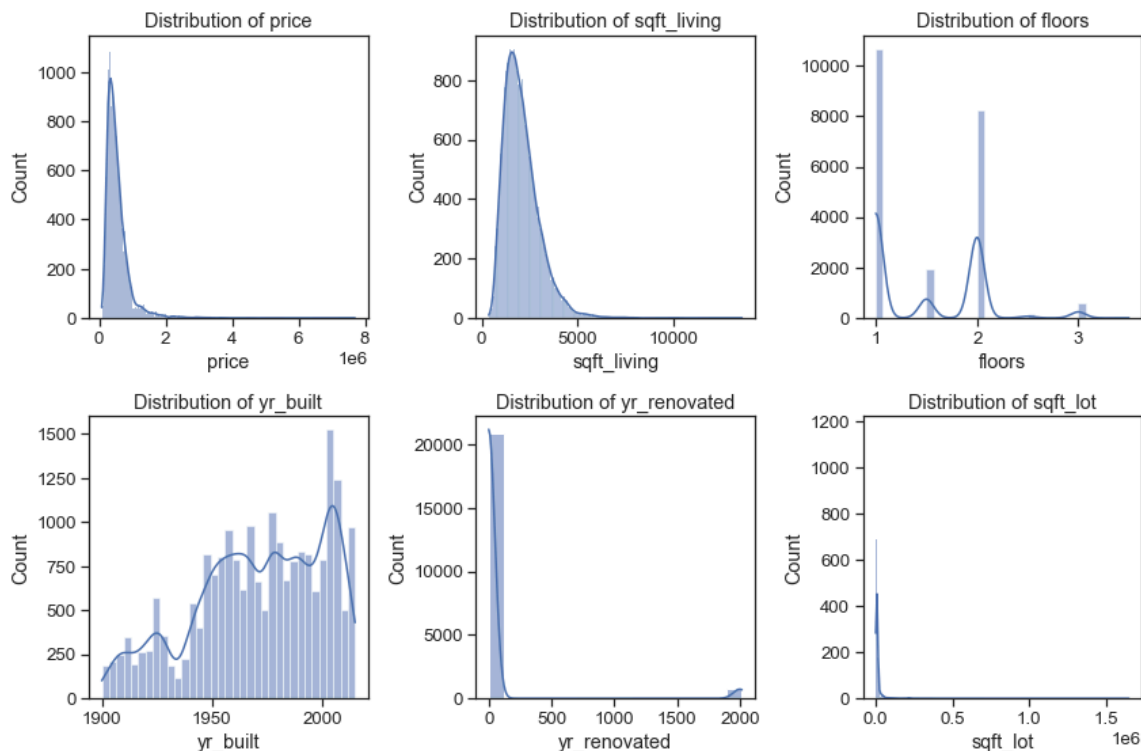 Distribution of price
Distribution of sqft_living
Distribution of floors
Count
1000
800
600
400
200
0
0
2
4
6
8
1e6
price
Count
800
600
400
200
0
0
5000
10000
sqft_living
Count
10000
8000
6000
4000
2000
0
1
2
3
floors
Distribution of yr_built
Distribution of yr_renovated
Distribution of sqft_lot
Count
1500
1250
1000
750
500
250
0
1900
1950
2000
yr_built
Count
20000
15000
10000
5000
0
0
500
1000
1500
2000
yr_renovated
Count
1200
1000
800
600
400
200
0
0.0
0.5
1.0
1.5
1e6
sqft_lot